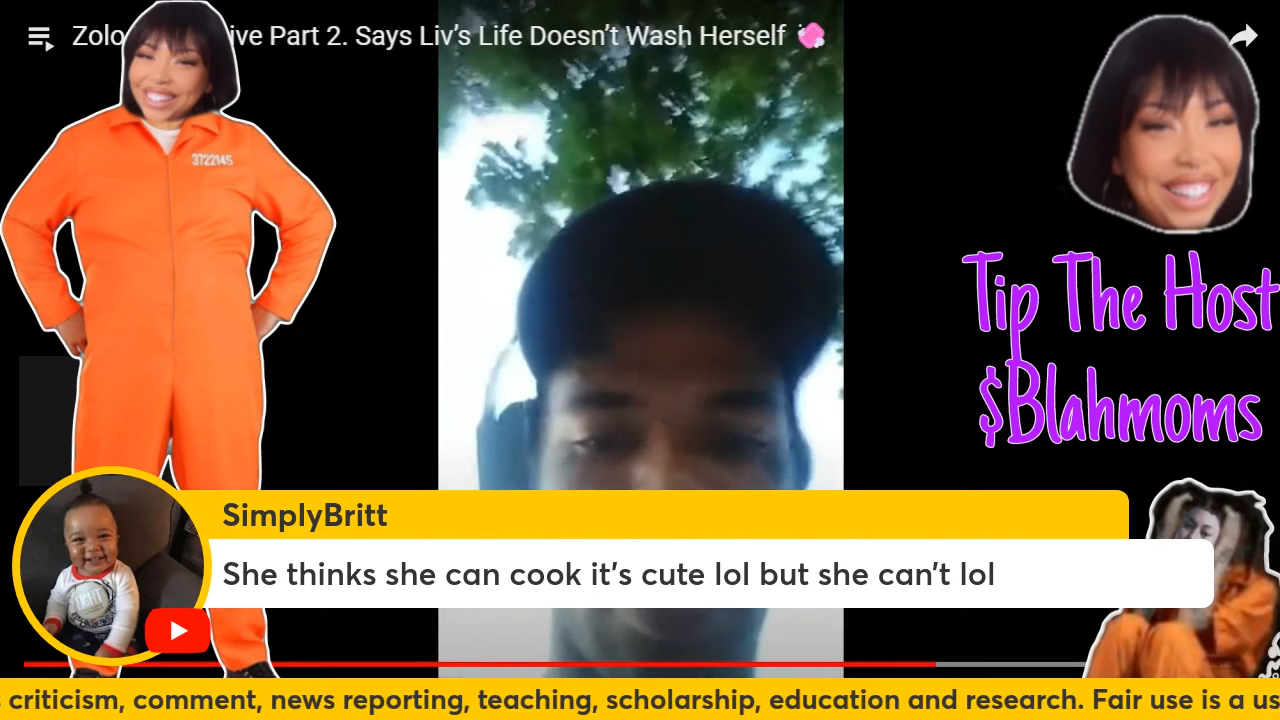 Zolo ive Part 2. Says Liv's Life Doesn't Wash Herself
3722145
Tip The Host
$Blahmoms
SimplyBritt
She thinks she can cook it's cute lol but she can't lol
criticism, comment, news reporting, teaching, scholarship, education and research. Fair use is a us